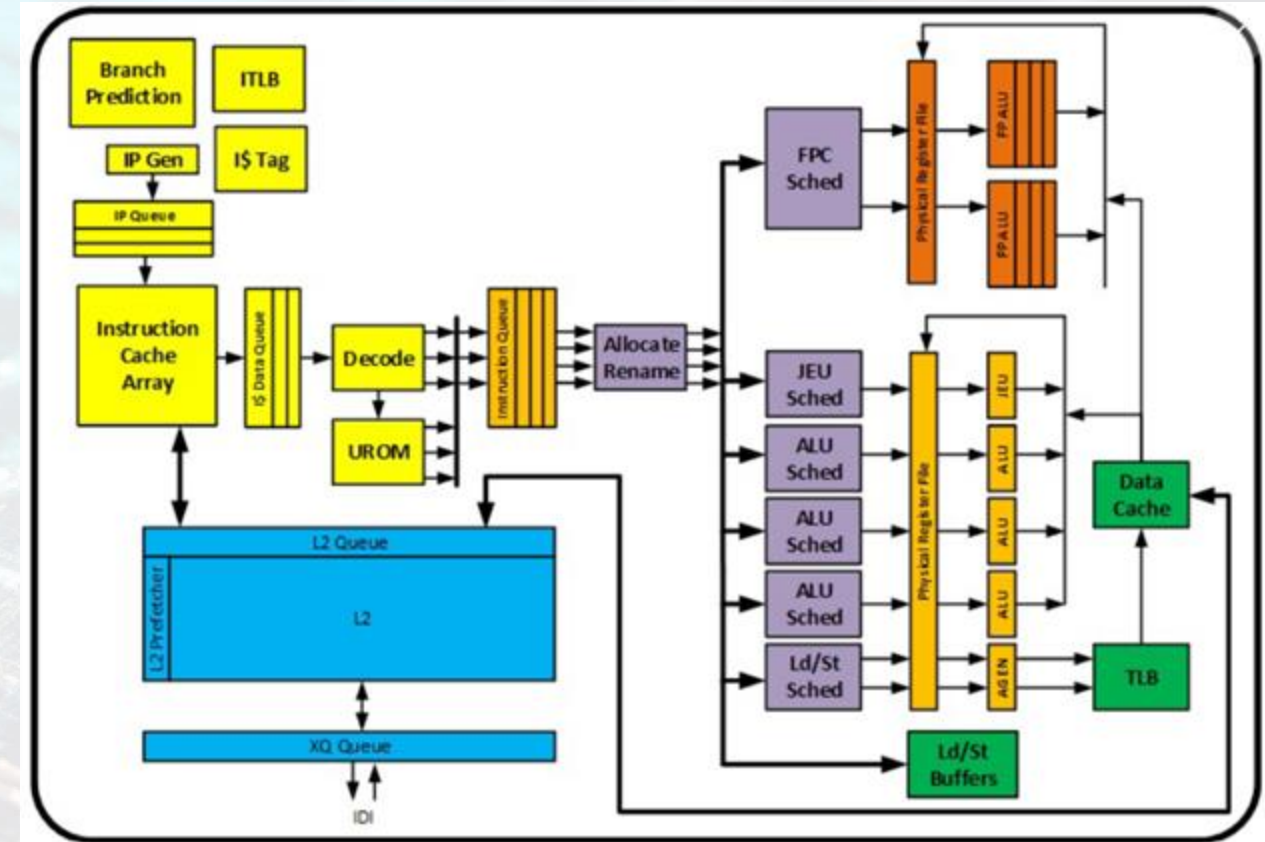 Branch
Prediction
ITLB
IP Gen
I$ Tag
IP Queue
Instruction
Cache
Array
I$ Data Queue
Decode
UROM
Instruction Queue
Allocate
Rename
L2 Queue
L2 Prefetcher
L2
XQ Queue
IDI
FPC
Sched
Physical Register File
FP ALU
FP ALU
JEU
Sched
ALU
Sched
ALU
Sched
ALU
Sched
Ld/St
Sched
Physical Register File
JEU
ALU
ALU
ALU
AGEN
Data
Cache
TLB
Ld/St
Buffers